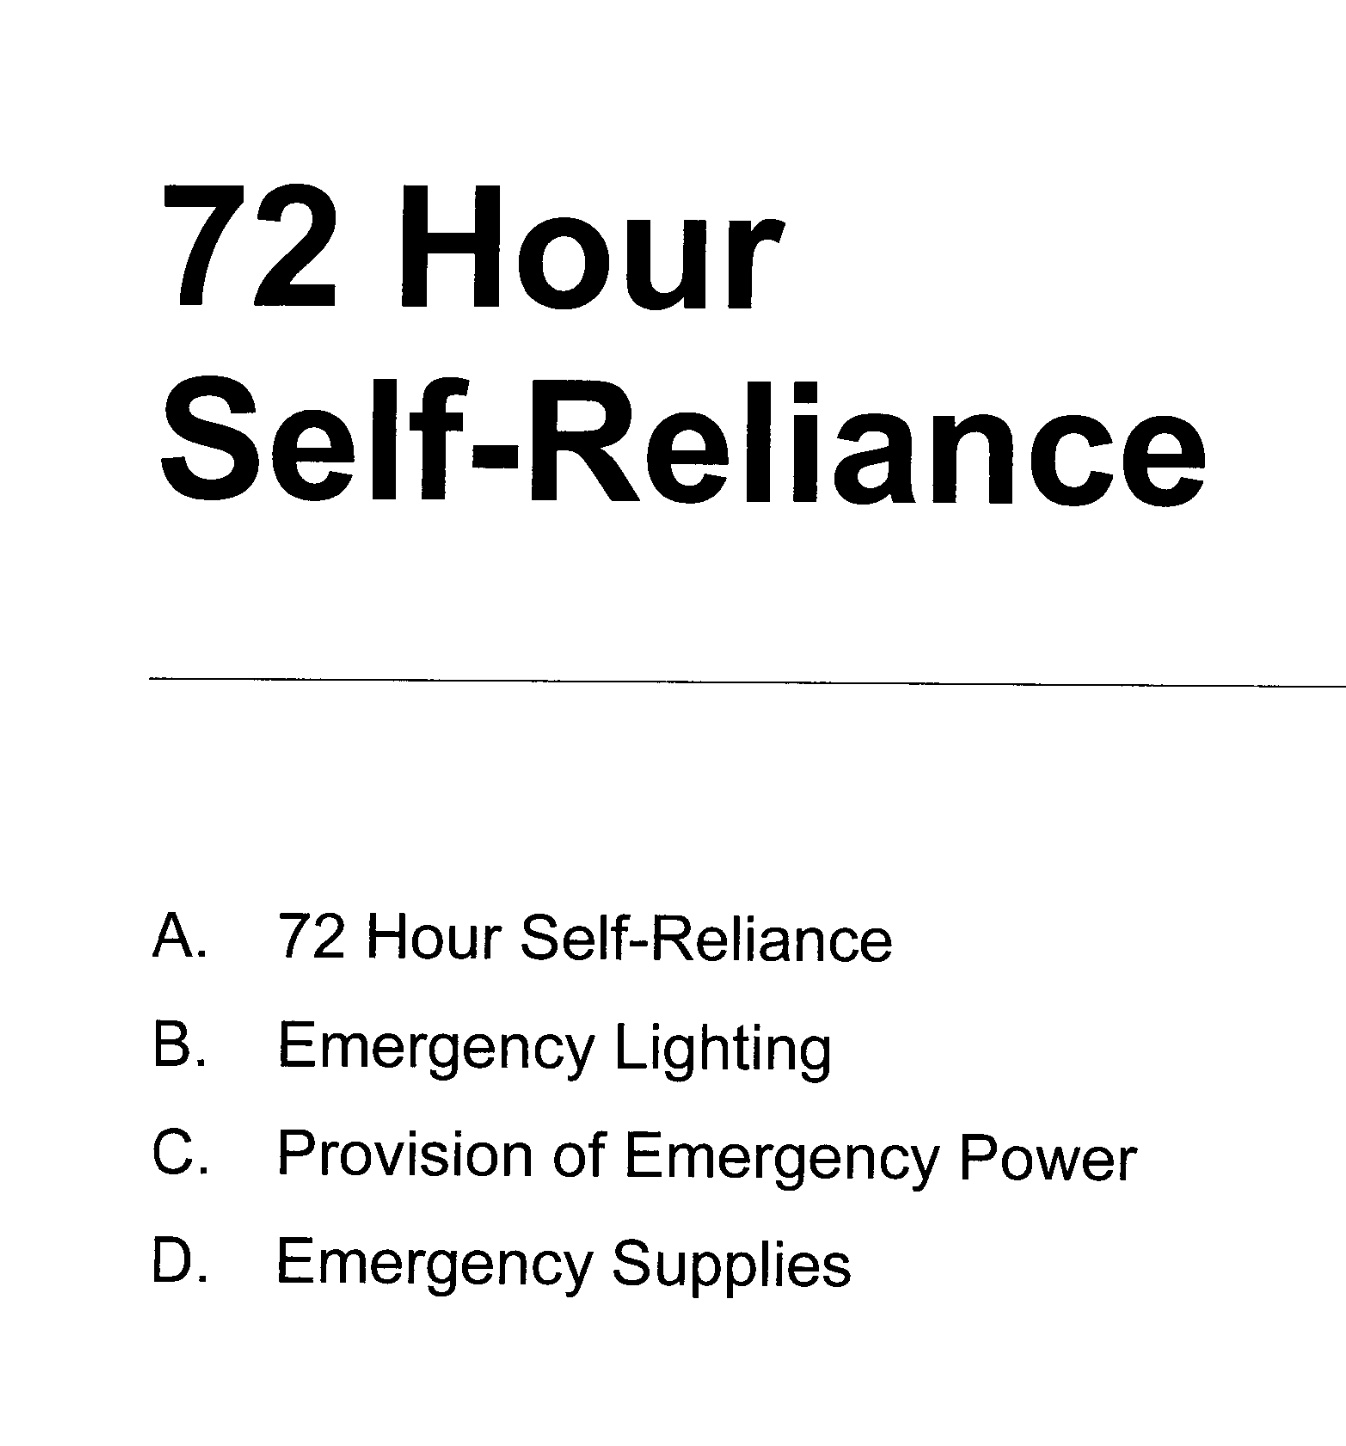 72 Hour
Self-Reliance
A. 72 Hour Self-Reliance
B. Emergency Lighting
C. Provision of Emergency Power
D. Emergency Supplies